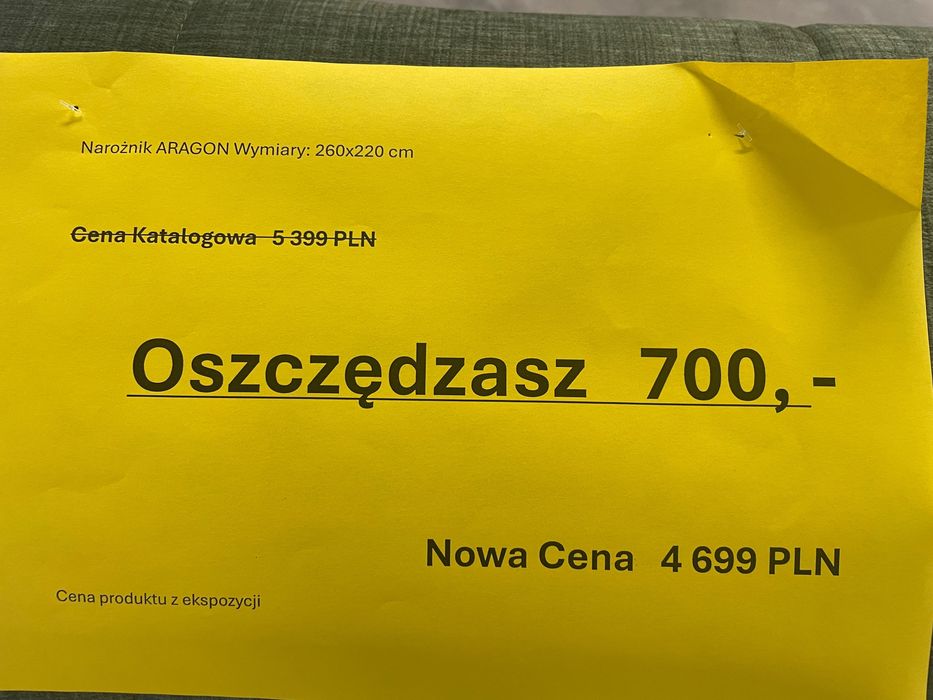 Narożnik ARAGON Wymiary: 260x220 cm
Cena Katalogowa 5 399 PLN
Oszczędzasz 700, -
Nowa Cena 4 699 PLN
Cena produktu z ekspozycji